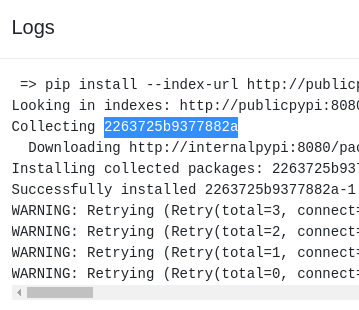 Logs
=> pip install --index-url http://publicp
Looking in indexes: http://publicpypi:8080
Collecting 2263725b9377882a
Downloading http://internalpypi:8080/pac
Installing collected packages: 2263725b937
Successfully installed 2263725b9377882a-1
WARNING: Retrying (Retry(total=3, connect=
WARNING: Retrying (Retry(total=2, connect=
WARNING: Retrying (Retry(total=1, connect=
WARNING: Retrying (Retry(total=0, connect=